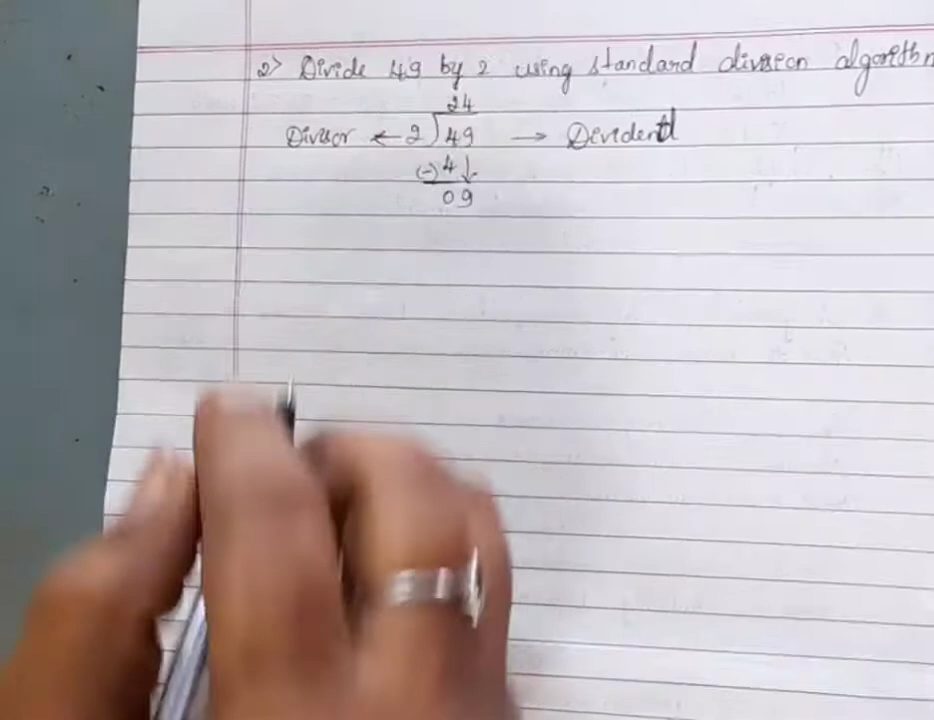 2> Divide 49 by 2 using standard division algorithm
24
Divisor ← 2)49 → Dividend
(-)4↓
09